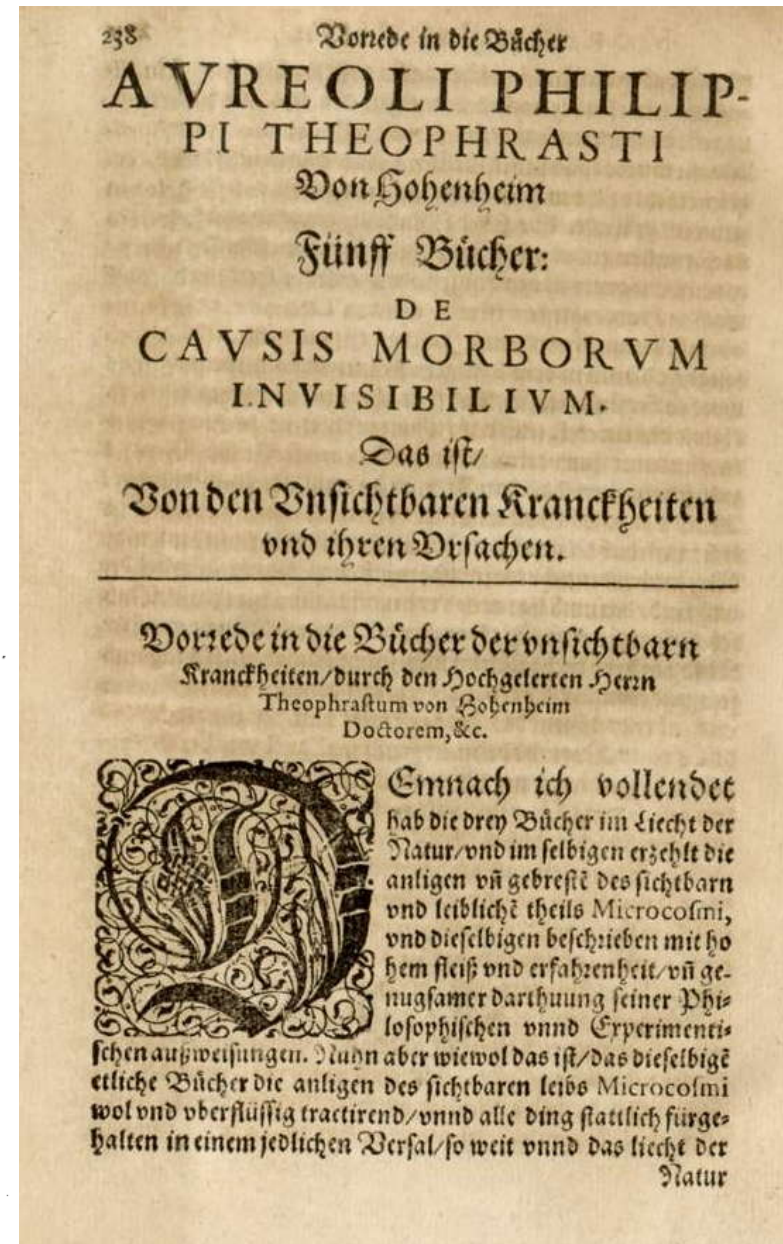 238 Vorrede in die Bücher
AVREOLI PHILIP-
PI THEOPHRASTI
Von Hohenheim
Fünff Bücher:
DE
CAVSIS MORBORVM
INVISIBILIVM.
Das ist/
Von den Vnsichtbaren Kranckheiten
vnd ihren Vrsachen.
Vorrede in die Bücher der vnsichtbarn
Kranckheiten/durch den Hochgelerten Herrn
Theophrastum von Hohenheim
Doctorem,&c.
DEmnach ich vollendet
hab die drey Bücher im Liecht der
Natur/vnd im selbigen erzehlt die
anligen vñ gebrestẽ des sichtbarn
vnd leiblichẽ theils Microcosmi,
vnd dieselbigen beschrieben mit ho
hem fleiß vnd erfahrenheit/vñ ge-
nugsamer darthuung seiner Phi-
losophischen vnnd Experimenti-
schen außweisungen. Nuhn aber wiewol das ist/das dieselbigẽ
etliche Bücher die anligen des sichtbaren leibs Microcosmi
wol vnd vberflüssig tractirend/vnnd alle ding stattlich fürge-
halten in einem jedlichen Versal/so weit vnnd das liecht der
Natur